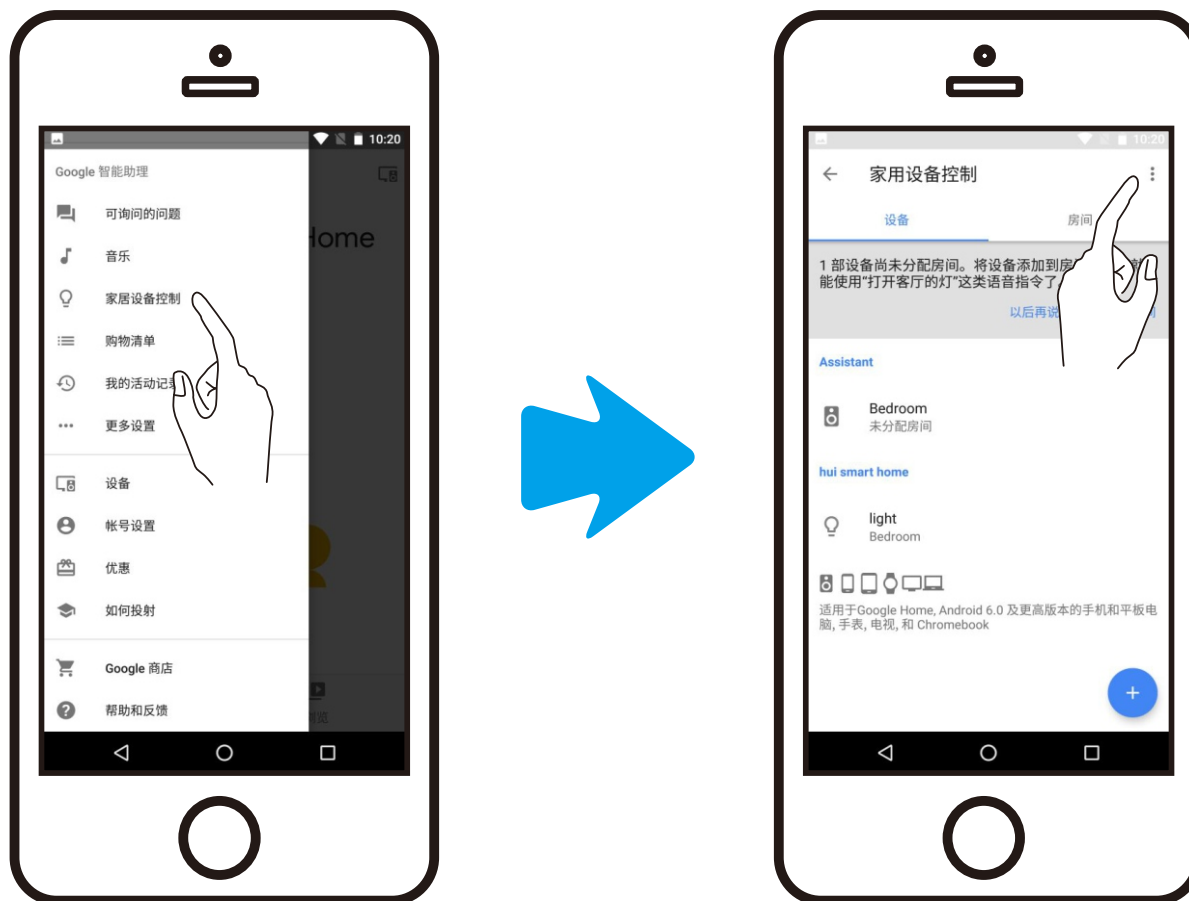 10:20
Google 智能助理
可询问的问题
音乐
家居设备控制
购物清单
我的活动记
更多设置
设备
帐号设置
优惠
如何投射
Google 商店
帮助和反馈
Home
10:20
家用设备控制
设备
房间
1 部设备尚未分配房间。将设备添加到房
能使用“打开客厅的灯”这类语音指令了
以后再说
Assistant
Bedroom
未分配房间
hui smart home
light
Bedroom
适用于Google Home, Android 6.0 及更高版本的手机和平板电
脑, 手表, 电视, 和 Chromebook